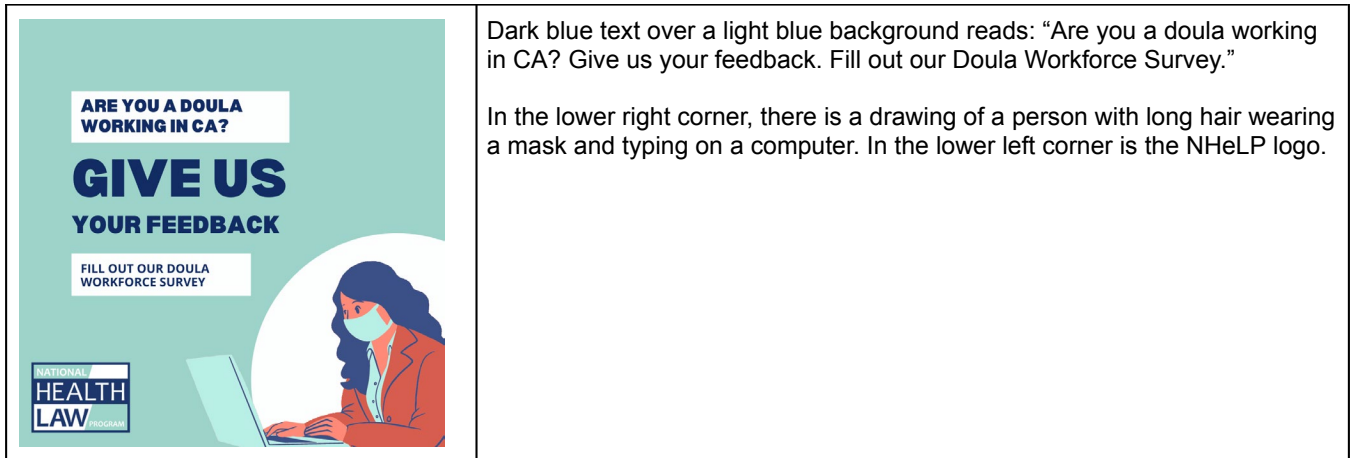 ARE YOU A DOULA
WORKING IN CA?
GIVE US
YOUR FEEDBACK
FILL OUT OUR DOULA
WORKFORCE SURVEY
NATIONAL
HEALTH
LAW
PROGRAM
Dark blue text over a light blue background reads: “Are you a doula working
in CA? Give us your feedback. Fill out our Doula Workforce Survey.”
In the lower right corner, there is a drawing of a person with long hair wearing
a mask and typing on a computer. In the lower left corner is the NHeLP logo.